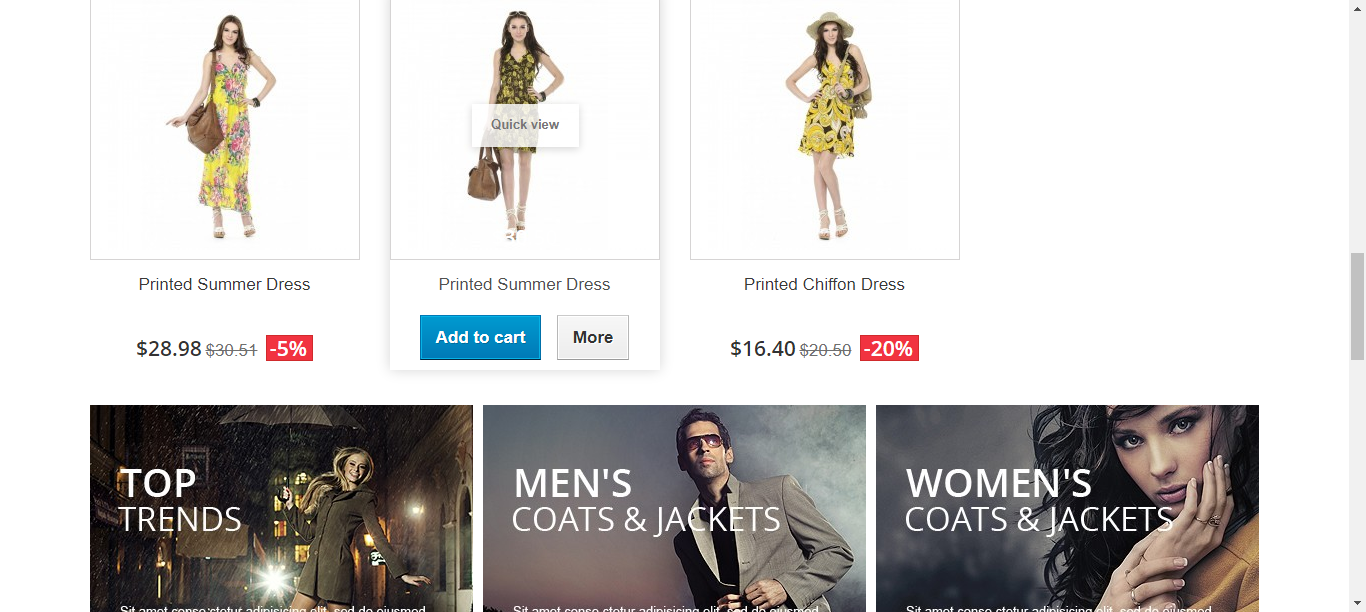 Quick view
Printed Summer Dress
Printed Summer Dress
Printed Chiffon Dress
Add to cart
More
$28.98 $30.51 -5%
$16.40 $20.50 -20%
TOP
TRENDS
MEN'S
COATS & JACKETS
WOMEN'S
COATS & JACKETS
Sit amet conse ctetur adipisicing elit, sed do eiusmod
Sit amet conse ctetur adipisicing elit, sed do eiusmod
Sit amet conse ctetur adipisicing elit, sed do eiusmod